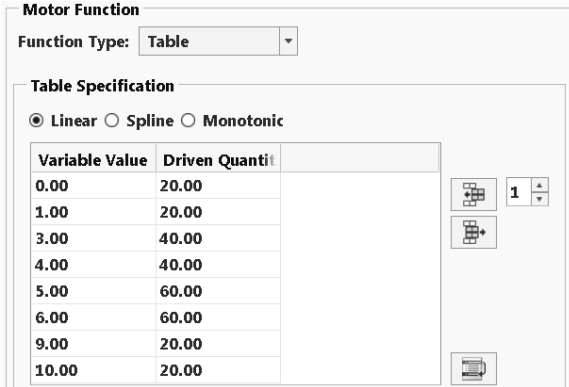 Motor Function
Function Type: Table
Table Specification
Linear Spline Monotonic
Variable Value Driven Quantit
0.00 20.00
1
1.00 20.00
3.00 40.00
4.00 40.00
5.00 60.00
6.00 60.00
9.00 20.00
10.00 20.00